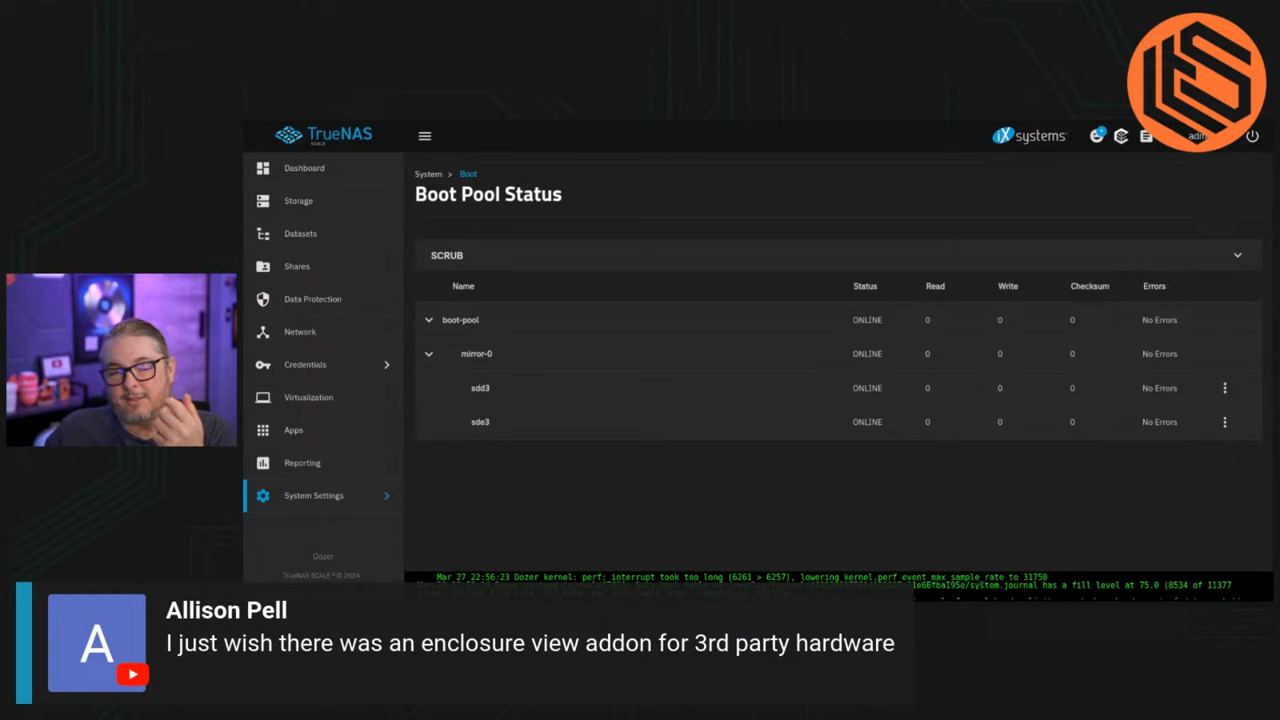 TrueNAS
SCALE
iXsystems
Dashboard
Storage
Datasets
Shares
Data Protection
Network
Credentials
Virtualization
Apps
Reporting
System Settings
Dozer
TrueNAS SCALE ® © 2024
System > Boot
Boot Pool Status
SCRUB
Name Status Read Write Checksum Errors
boot-pool ONLINE 0 0 0 No Errors
mirror-0 ONLINE 0 0 0 No Errors
sdd3 ONLINE 0 0 0 No Errors
sde3 ONLINE 0 0 0 No Errors
Mar 27 22:56:23 Dozer kernel: perf: interrupt took too long (6261 > 6257), lowering kernel.perf_event_max_sample_rate to 31750
system.journal has a fill level at 75.0 (8534 of 11377
A
Allison Pell
I just wish there was an enclosure view addon for 3rd party hardware